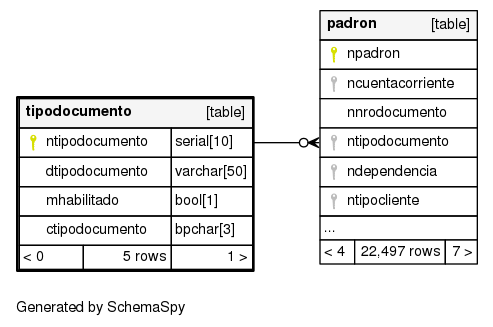 padron [table]
npadron
ncuentacorriente
nnrodocumento
ntipodocumento
ndependencia
ntipocliente
...
< 4 22,497 rows 7 >
tipodocumento [table]
ntipodocumento serial[10]
dtipodocumento varchar[50]
mhabilitado bool[1]
ctipodocumento bpchar[3]
< 0 5 rows 1 >
Generated by SchemaSpy